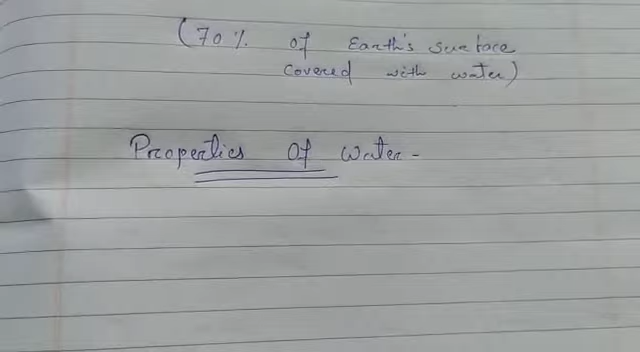 (70% of Earth's surface
covered with water)
Properties of water-